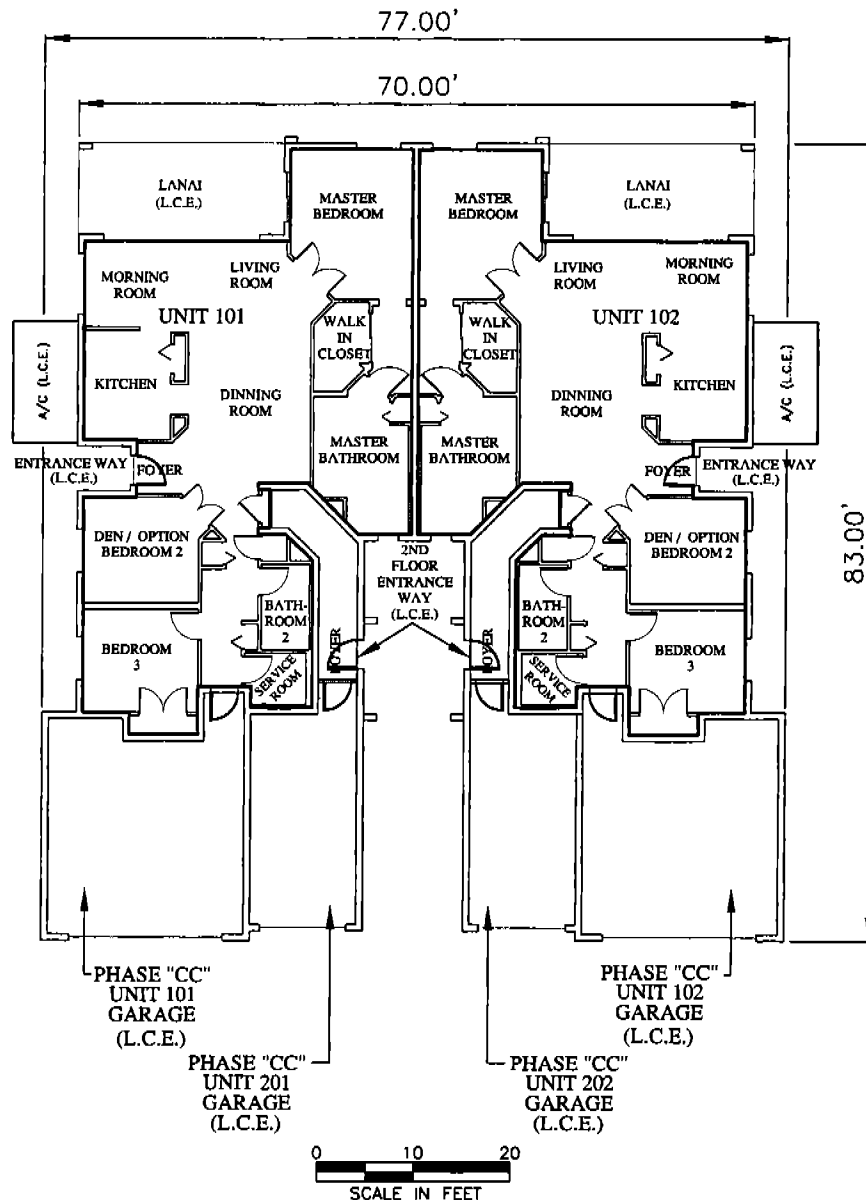 77.00'
70.00'
83.00'
LANAI
(L.C.E.)
MASTER
BEDROOM
MASTER
BEDROOM
LANAI
(L.C.E.)
MORNING
ROOM
LIVING
ROOM
LIVING
ROOM
MORNING
ROOM
UNIT 101
UNIT 102
WALK
IN
CLOSET
WALK
IN
CLOSET
A/C (L.C.E.)
KITCHEN
DINNING
ROOM
DINNING
ROOM
KITCHEN
A/C (L.C.E.)
MASTER
BATHROOM
MASTER
BATHROOM
ENTRANCE WAY
(L.C.E.)
FOYER
FOYER
ENTRANCE WAY
(L.C.E.)
DEN / OPTION
BEDROOM 2
2ND
FLOOR
ENTRANCE
WAY
(L.C.E.)
DEN / OPTION
BEDROOM 2
BATH-
ROOM
2
BATH-
ROOM
2
BEDROOM
3
FOYER
FOYER
BEDROOM
3
SERVICE
ROOM
SERVICE
ROOM
PHASE "CC"
UNIT 101
GARAGE
(L.C.E.)
PHASE "CC"
UNIT 102
GARAGE
(L.C.E.)
PHASE "CC"
UNIT 201
GARAGE
(L.C.E.)
PHASE "CC"
UNIT 202
GARAGE
(L.C.E.)
0 10 20
SCALE IN FEET